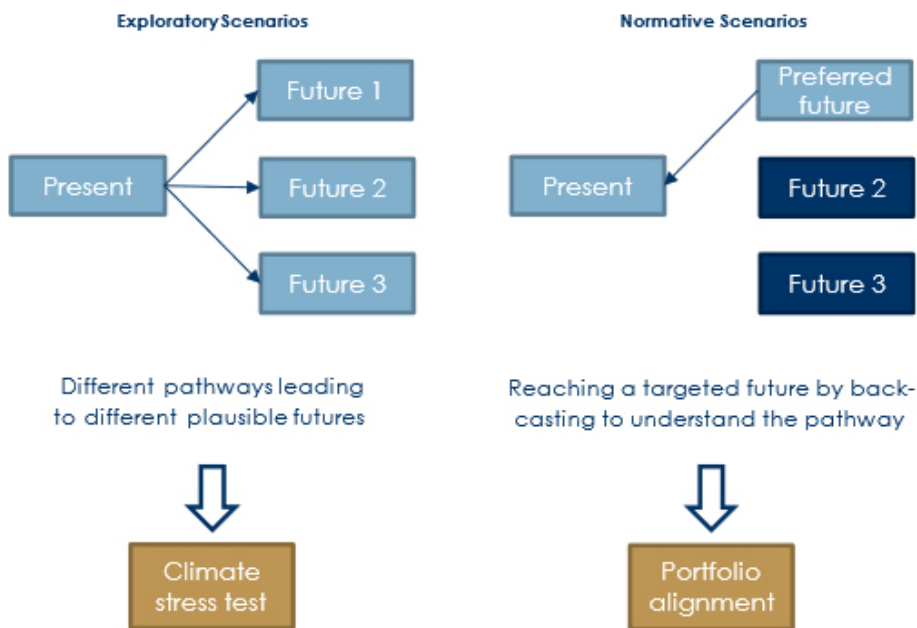 Exploratory Scenarios
Future 1
Present
Future 2
Future 3
Different pathways leading
to different plausible futures
Climate
stress test
Normative Scenarios
Preferred
future
Present
Future 2
Future 3
Reaching a targeted future by back-
casting to understand the pathway
Portfolio
alignment